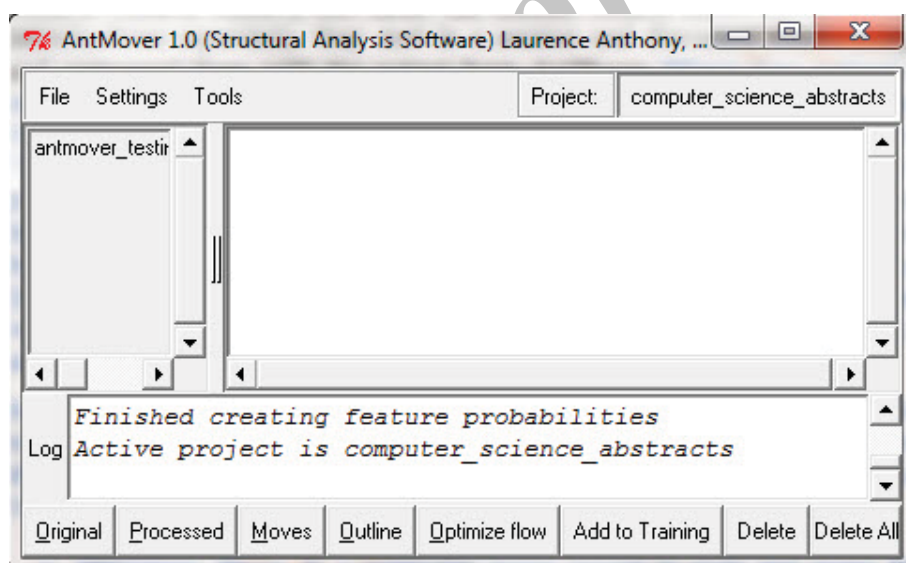 AntMover 1.0 (Structural Analysis Software) Laurence Anthony, ...
File Settings Tools Project: computer_science_abstracts
antmover_testir
Log
Finished creating feature probabilities
Active project is computer_science_abstracts
Original Processed Moves Outline Optimize flow Add to Training Delete Delete All